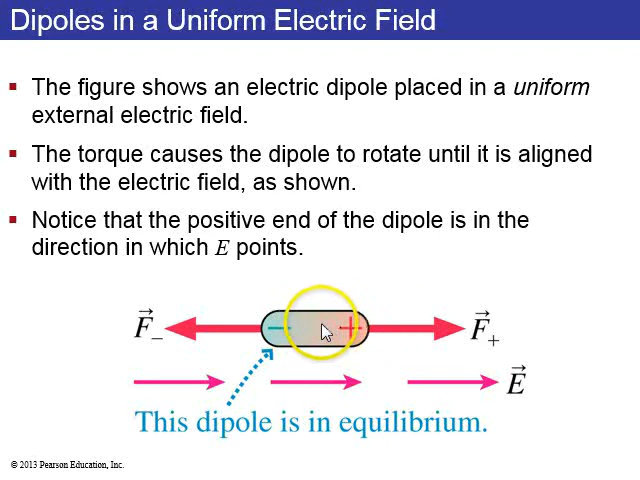 Dipoles in a Uniform Electric Field
▪ The figure shows an electric dipole placed in a uniform
external electric field.
▪ The torque causes the dipole to rotate until it is aligned
with the electric field, as shown.
▪ Notice that the positive end of the dipole is in the
direction in which E points.
F⃗₋ − + F⃗₊
E⃗
This dipole is in equilibrium.
© 2013 Pearson Education, Inc.